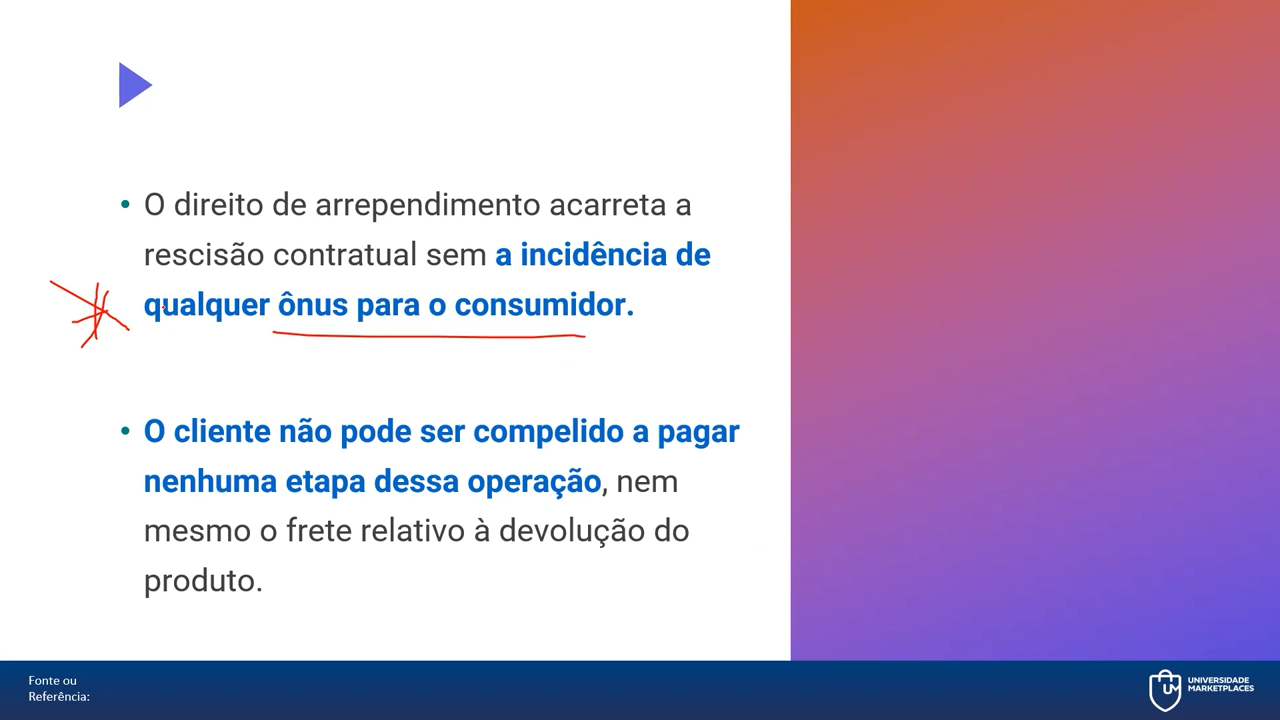 O direito de arrependimento acarreta a
rescisão contratual sem a incidência de
qualquer ônus para o consumidor.
O cliente não pode ser compelido a pagar
nenhuma etapa dessa operação, nem
mesmo o frete relativo à devolução do
produto.
Fonte ou
Referência:
UM
UNIVERSIDADE
MARKETPLACES